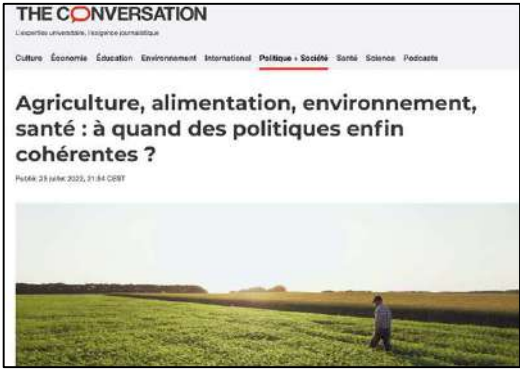 THE CONVERSATION
L'expertise universitaire, l'exigence journalistique
Culture Économie Éducation Environnement International Politique + Société Santé Science Podcasts
Agriculture, alimentation, environnement,
santé : à quand des politiques enfin
cohérentes ?
Publié: 25 juillet 2022, 21:54 CEST